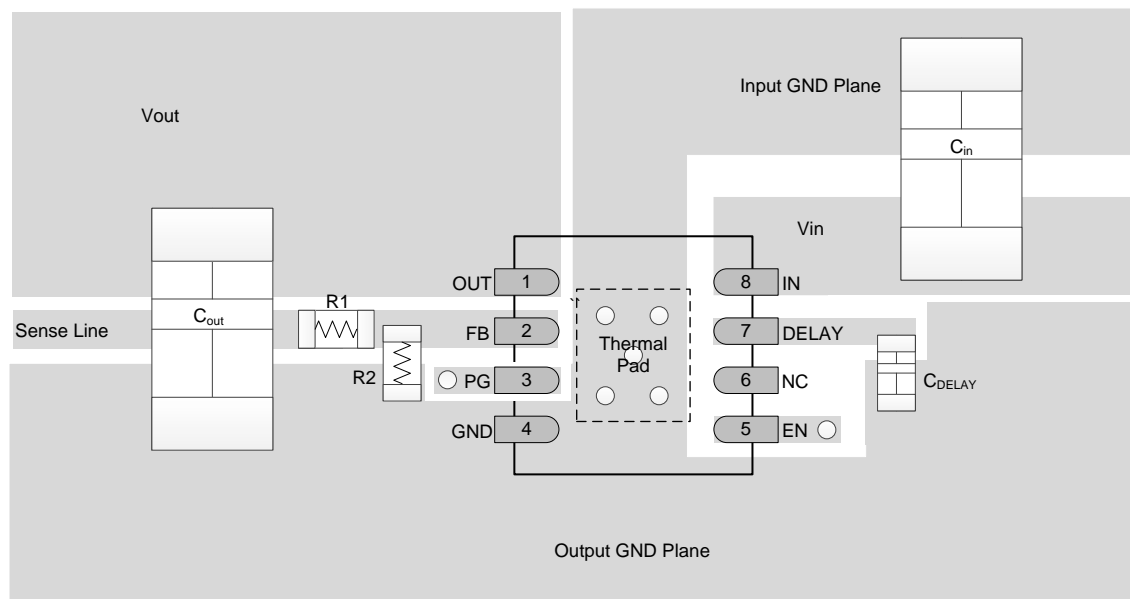 Vout
Input GND Plane
Cin
Vin
OUT 1
8 IN
R1
Cout
Sense Line
FB 2
7 DELAY
Thermal
Pad
R2
PG 3
6 NC
CDELAY
GND 4
5 EN
Output GND Plane